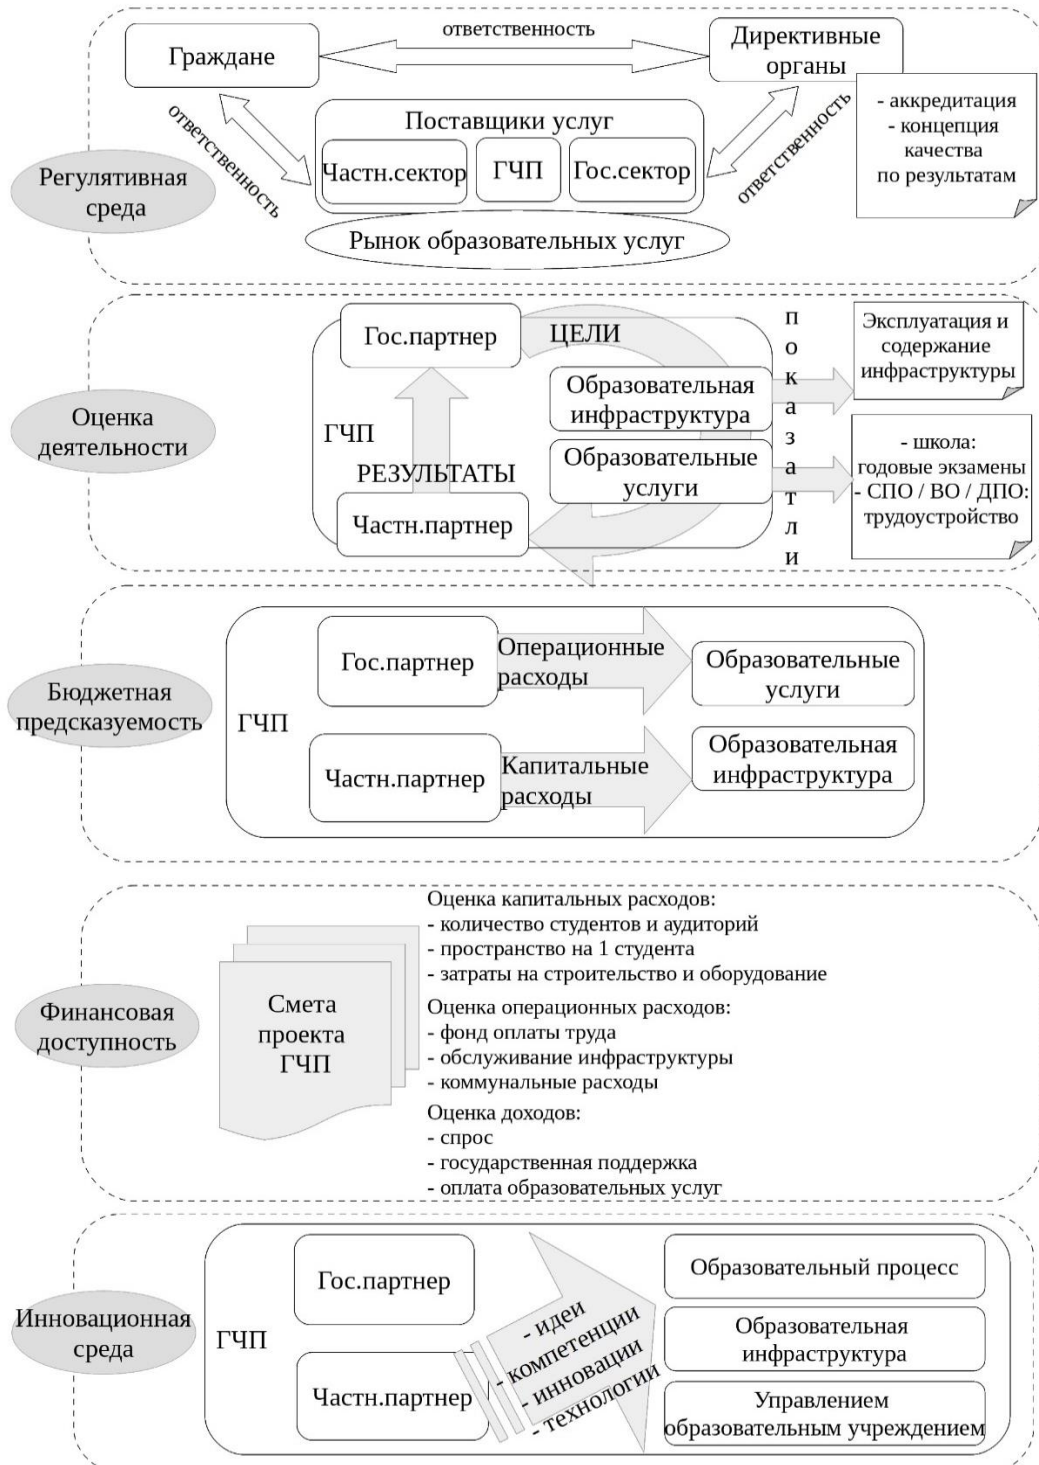 ответственность
Граждане
Директивные
органы
ответственность
ответственность
Поставщики услуг
Частн.сектор
ГЧП
Гос.сектор
Рынок образовательных услуг
- аккредитация
- концепция
качества
по результатам
Регулятивная
среда
Оценка
деятельности
ГЧП
Гос.партнер
ЦЕЛИ
Образовательная
инфраструктура
Образовательные
услуги
РЕЗУЛЬТАТЫ
Частн.партнер
п
о
к
а
з
а
т
л
и
Эксплуатация и
содержание
инфраструктуры
- школа:
годовые экзамены
- СПО / ВО / ДПО:
трудоустройство
Бюджетная
предсказуемость
ГЧП
Гос.партнер
Операционные
расходы
Образовательные
услуги
Частн.партнер
Капитальные
расходы
Образовательная
инфраструктура
Финансовая
доступность
Смета
проекта
ГЧП
Оценка капитальных расходов:
- количество студентов и аудиторий
- пространство на 1 студента
- затраты на строительство и оборудование
Оценка операционных расходов:
- фонд оплаты труда
- обслуживание инфраструктуры
- коммунальные расходы
Оценка доходов:
- спрос
- государственная поддержка
- оплата образовательных услуг
Инновационная
среда
ГЧП
Гос.партнер
Частн.партнер
- идеи
- компетенции
- инновации
- технологии
Образовательный процесс
Образовательная
инфраструктура
Управлением
образовательным учреждением